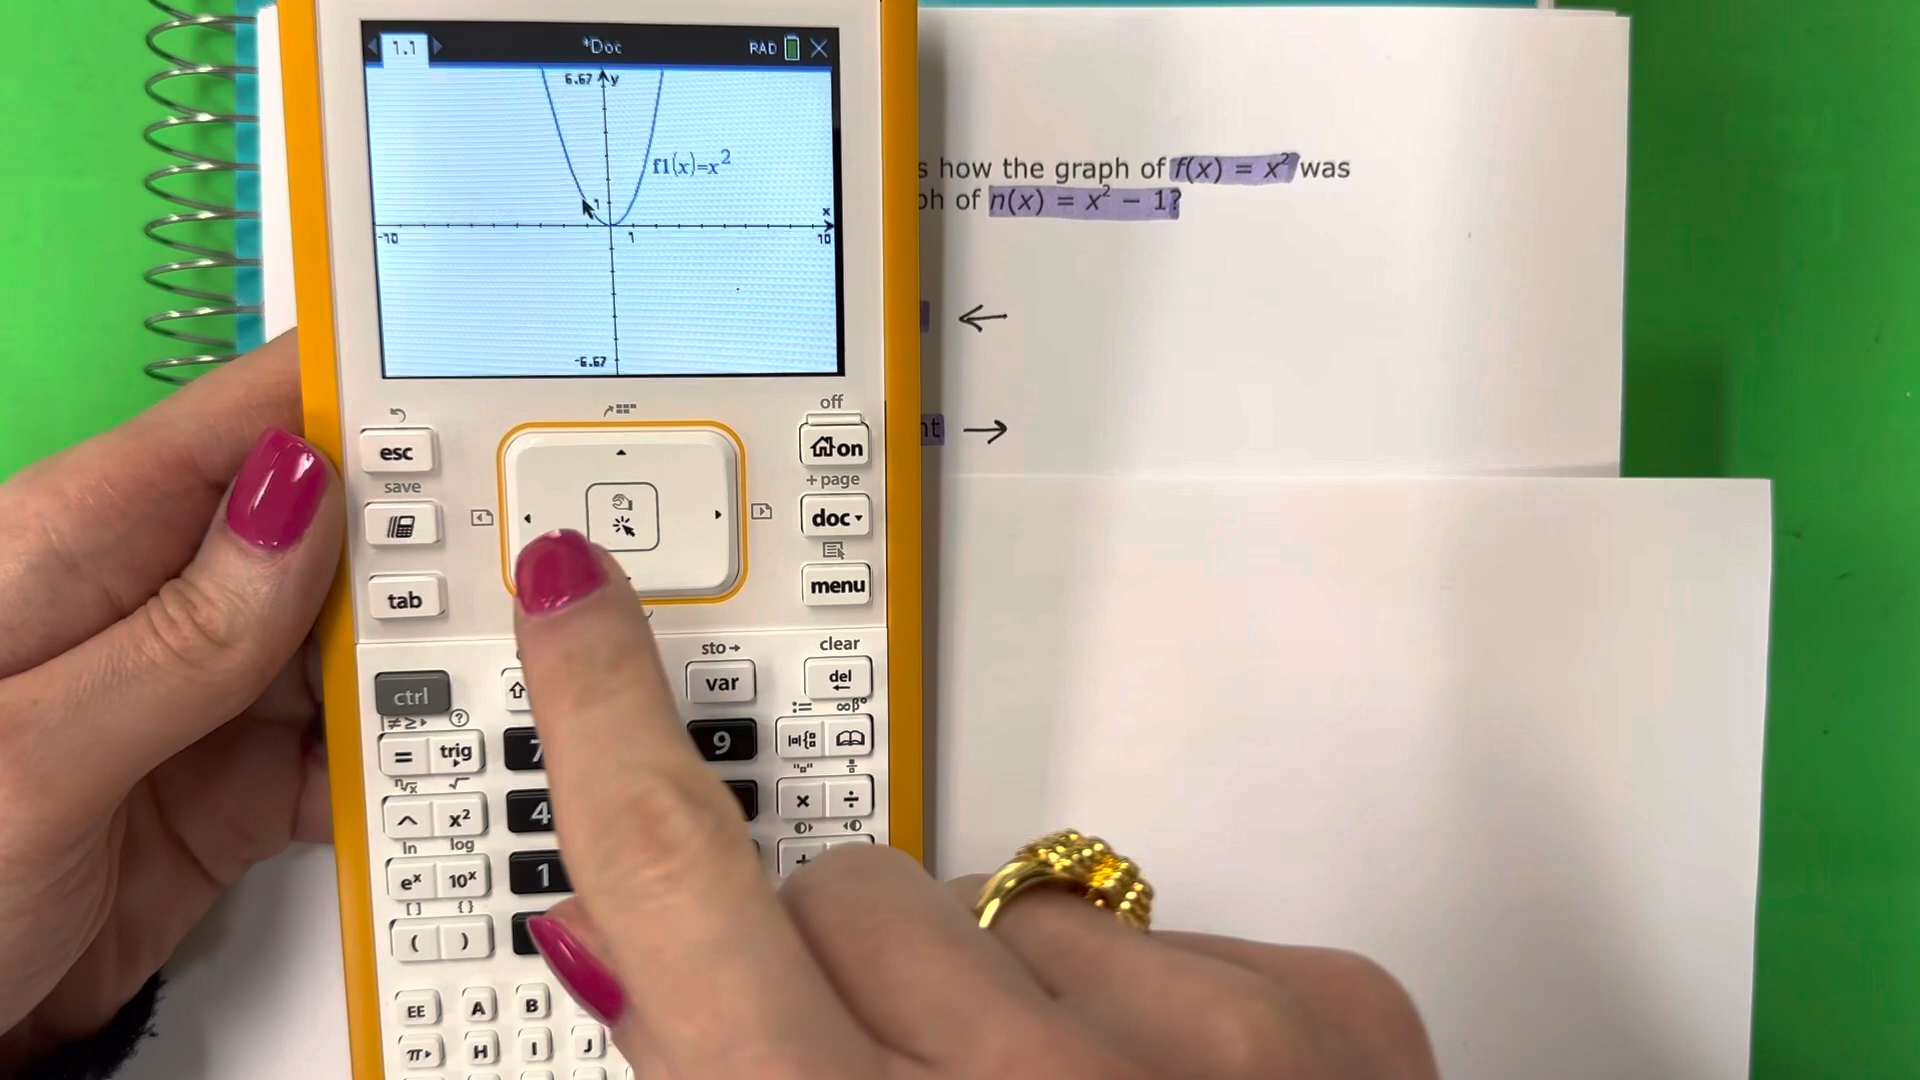 1.1 *Doc RAD
6.67 y
f1(x)=x²
1
x
-10 1 10
-6.67
how the graph of f(x) = x² was
of n(x) = x² − 1?
off
esc
on
save
+ page
doc
tab
menu
sto→
clear
ctrl
var
del
≠≥▸ ?
:= ∞β°
= trig
7 9
ⁿ√x √
"▫"
^ x²
4
× ÷
ln log
eˣ 10ˣ
1
+
[ ] { }
( )
EE A B
π▸ H I J